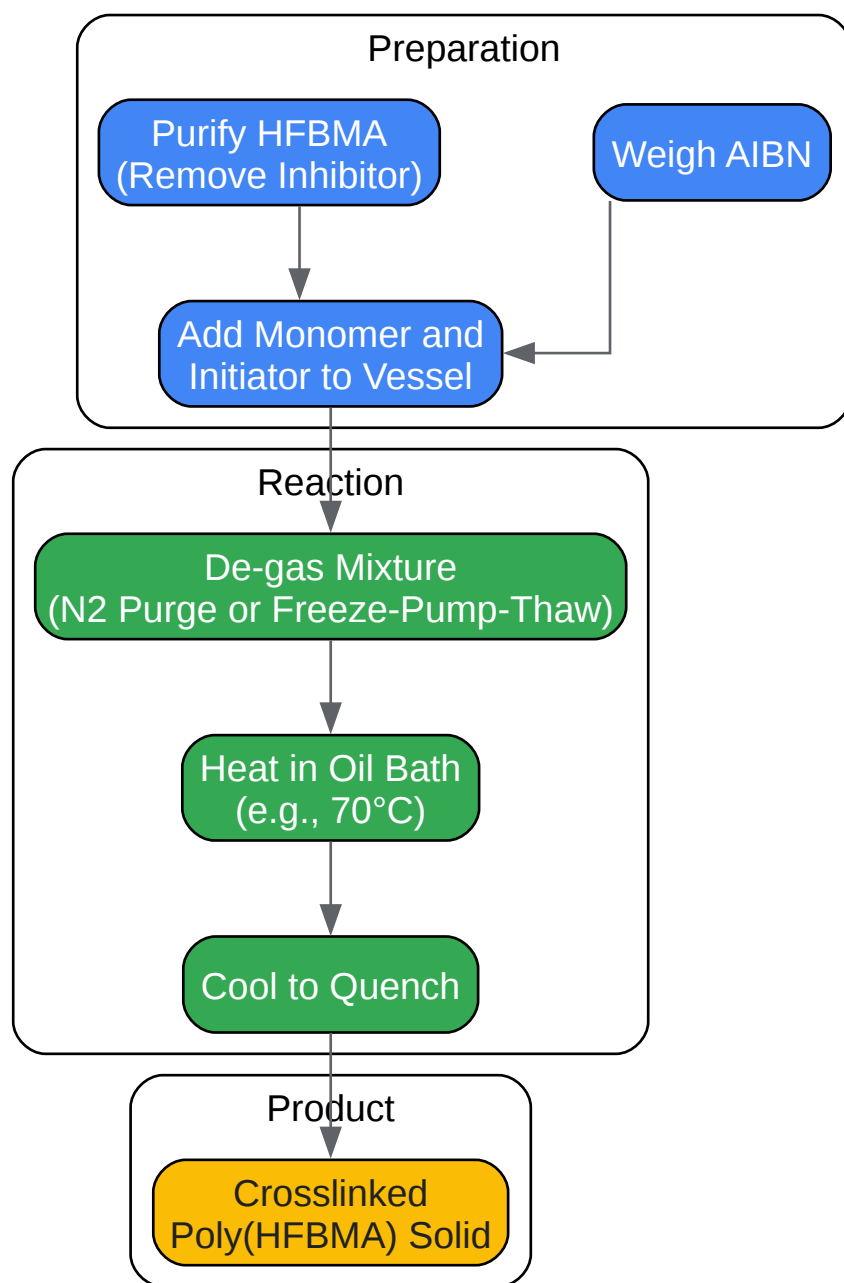 Preparation
Purify HFBMA
(Remove Inhibitor)
Weigh AIBN
Add Monomer and
Initiator to Vessel
Reaction
De-gas Mixture
(N2 Purge or Freeze-Pump-Thaw)
Heat in Oil Bath
(e.g., 70°C)
Cool to Quench
Product
Crosslinked
Poly(HFBMA) Solid